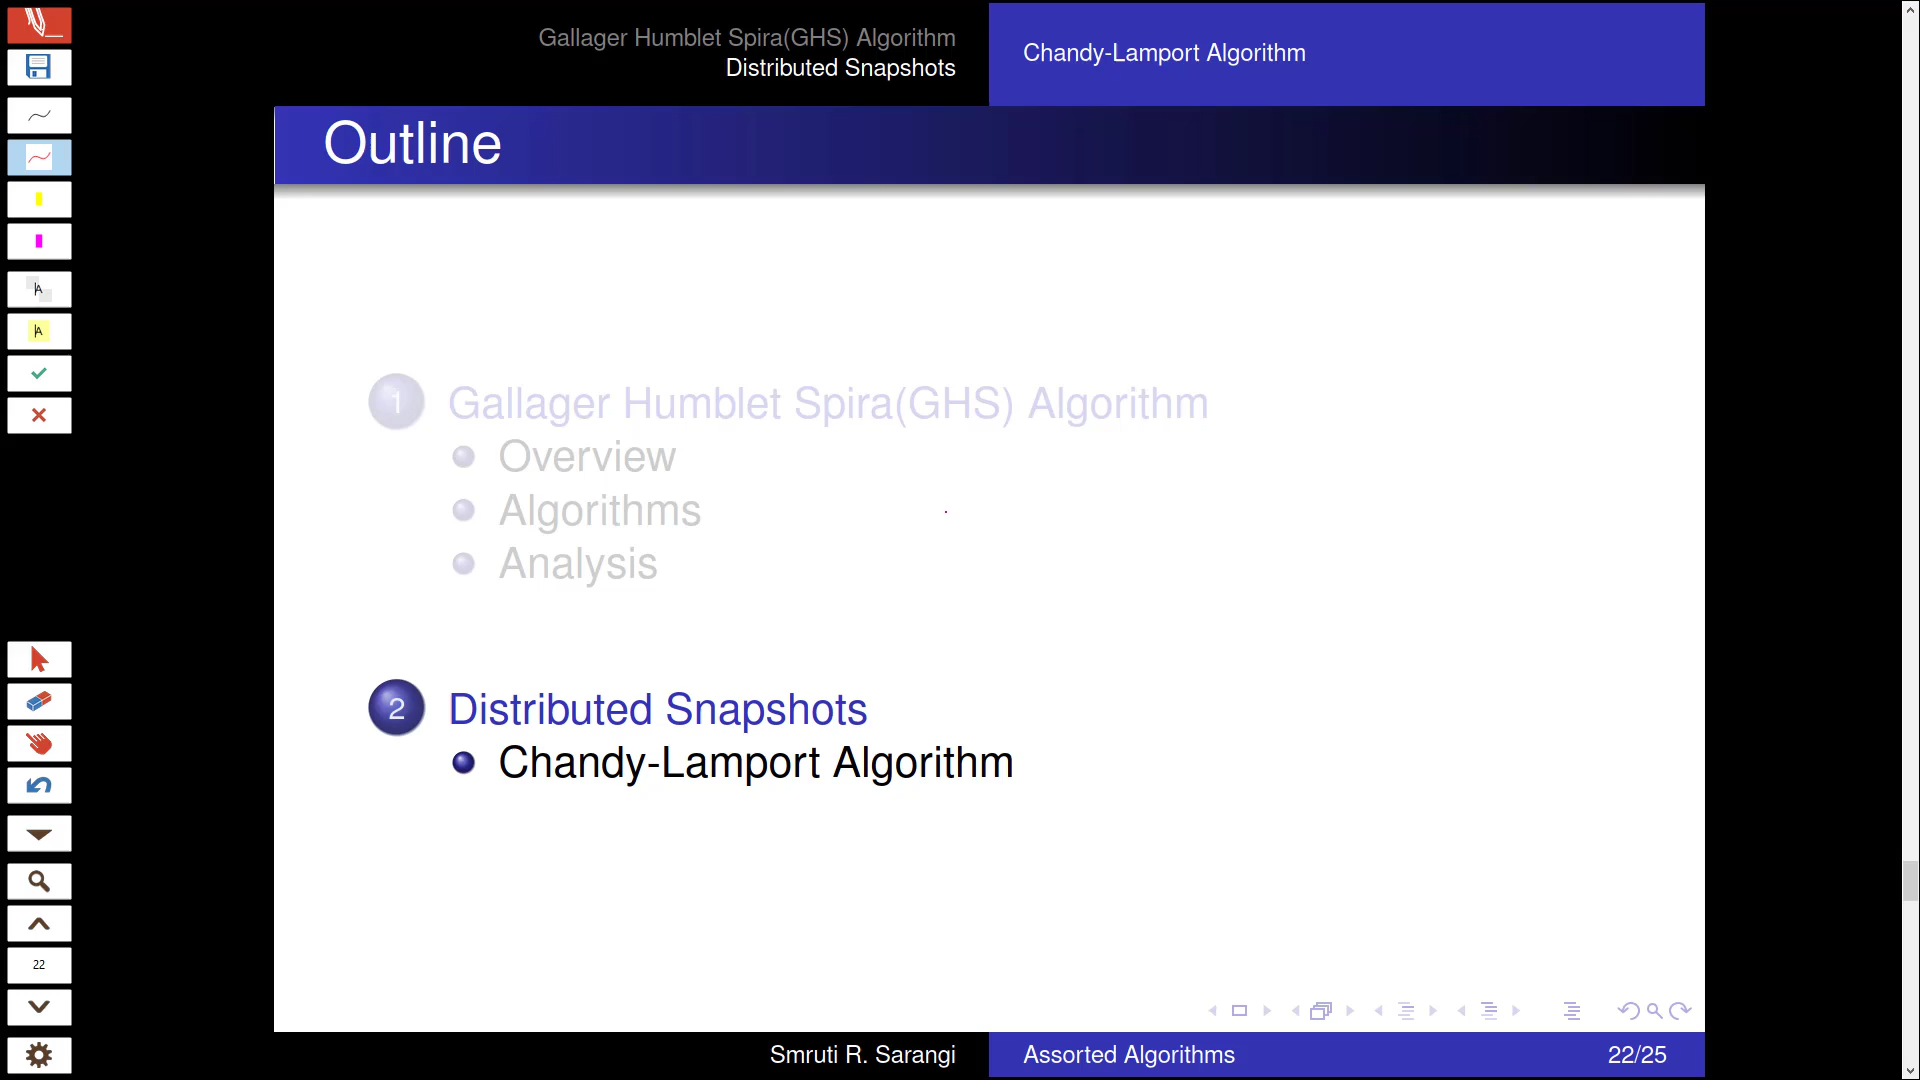 Gallager Humblet Spira(GHS) Algorithm
Distributed Snapshots
Chandy-Lamport Algorithm
Outline
1 Gallager Humblet Spira(GHS) Algorithm
Overview
Algorithms
Analysis
2 Distributed Snapshots
Chandy-Lamport Algorithm
A
A
22
Smruti R. Sarangi
Assorted Algorithms
22/25